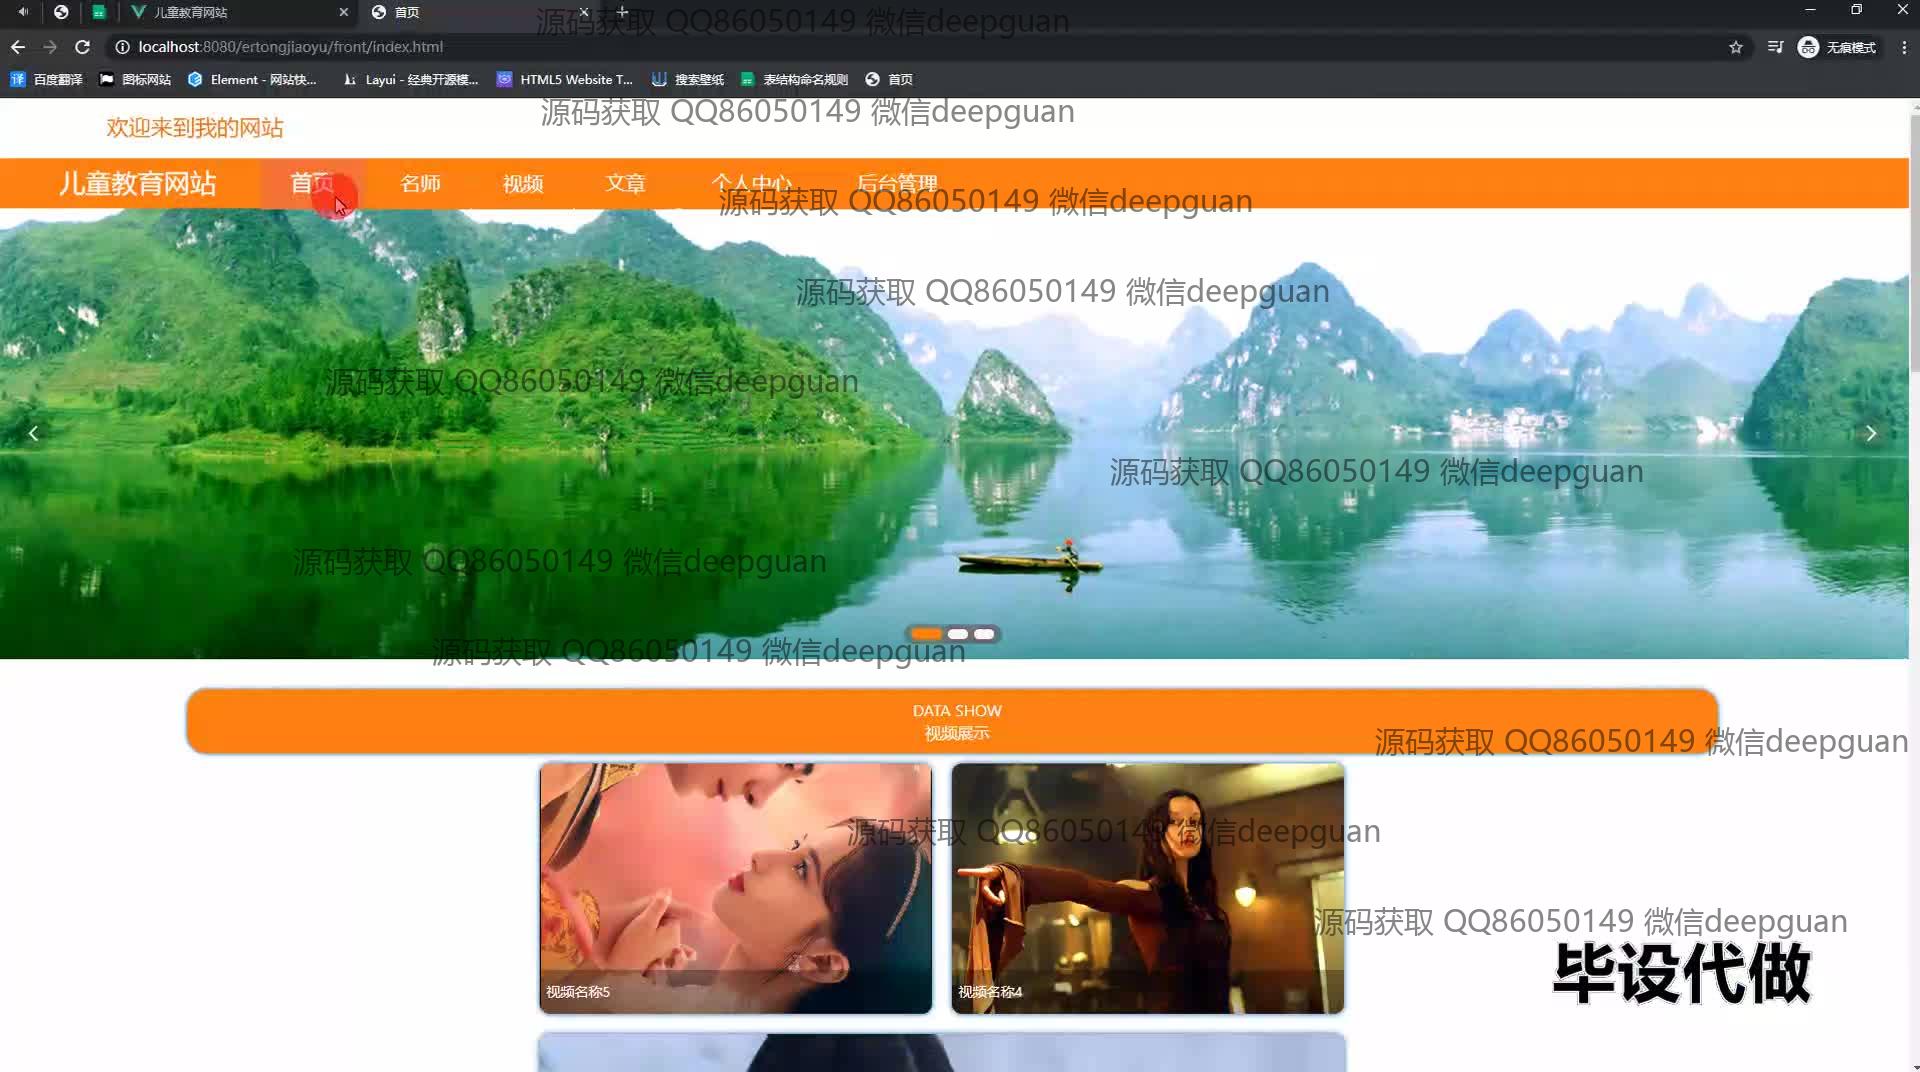 儿童教育网站
首页
源码获取 QQ86050149 微信deepguan
localhost:8080/ertongjiaoyu/front/index.html
无痕模式
百度翻译
图标网站
Element - 网站快...
Layui - 经典开源模...
HTML5 Website T...
搜索壁纸
表结构命名规则
首页
源码获取 QQ86050149 微信deepguan
欢迎来到我的网站
儿童教育网站
首页
名师
视频
文章
个人中心
后台管理
源码获取 QQ86050149 微信deepguan
源码获取 QQ86050149 微信deepguan
源码获取 QQ86050149 微信deepguan
源码获取 QQ86050149 微信deepguan
源码获取 QQ86050149 微信deepguan
源码获取 QQ86050149 微信deepguan
DATA SHOW
视频展示
源码获取 QQ86050149 微信deepguan
源码获取 QQ86050149 微信deepguan
源码获取 QQ86050149 微信deepguan
视频名称5
视频名称4
毕设代做